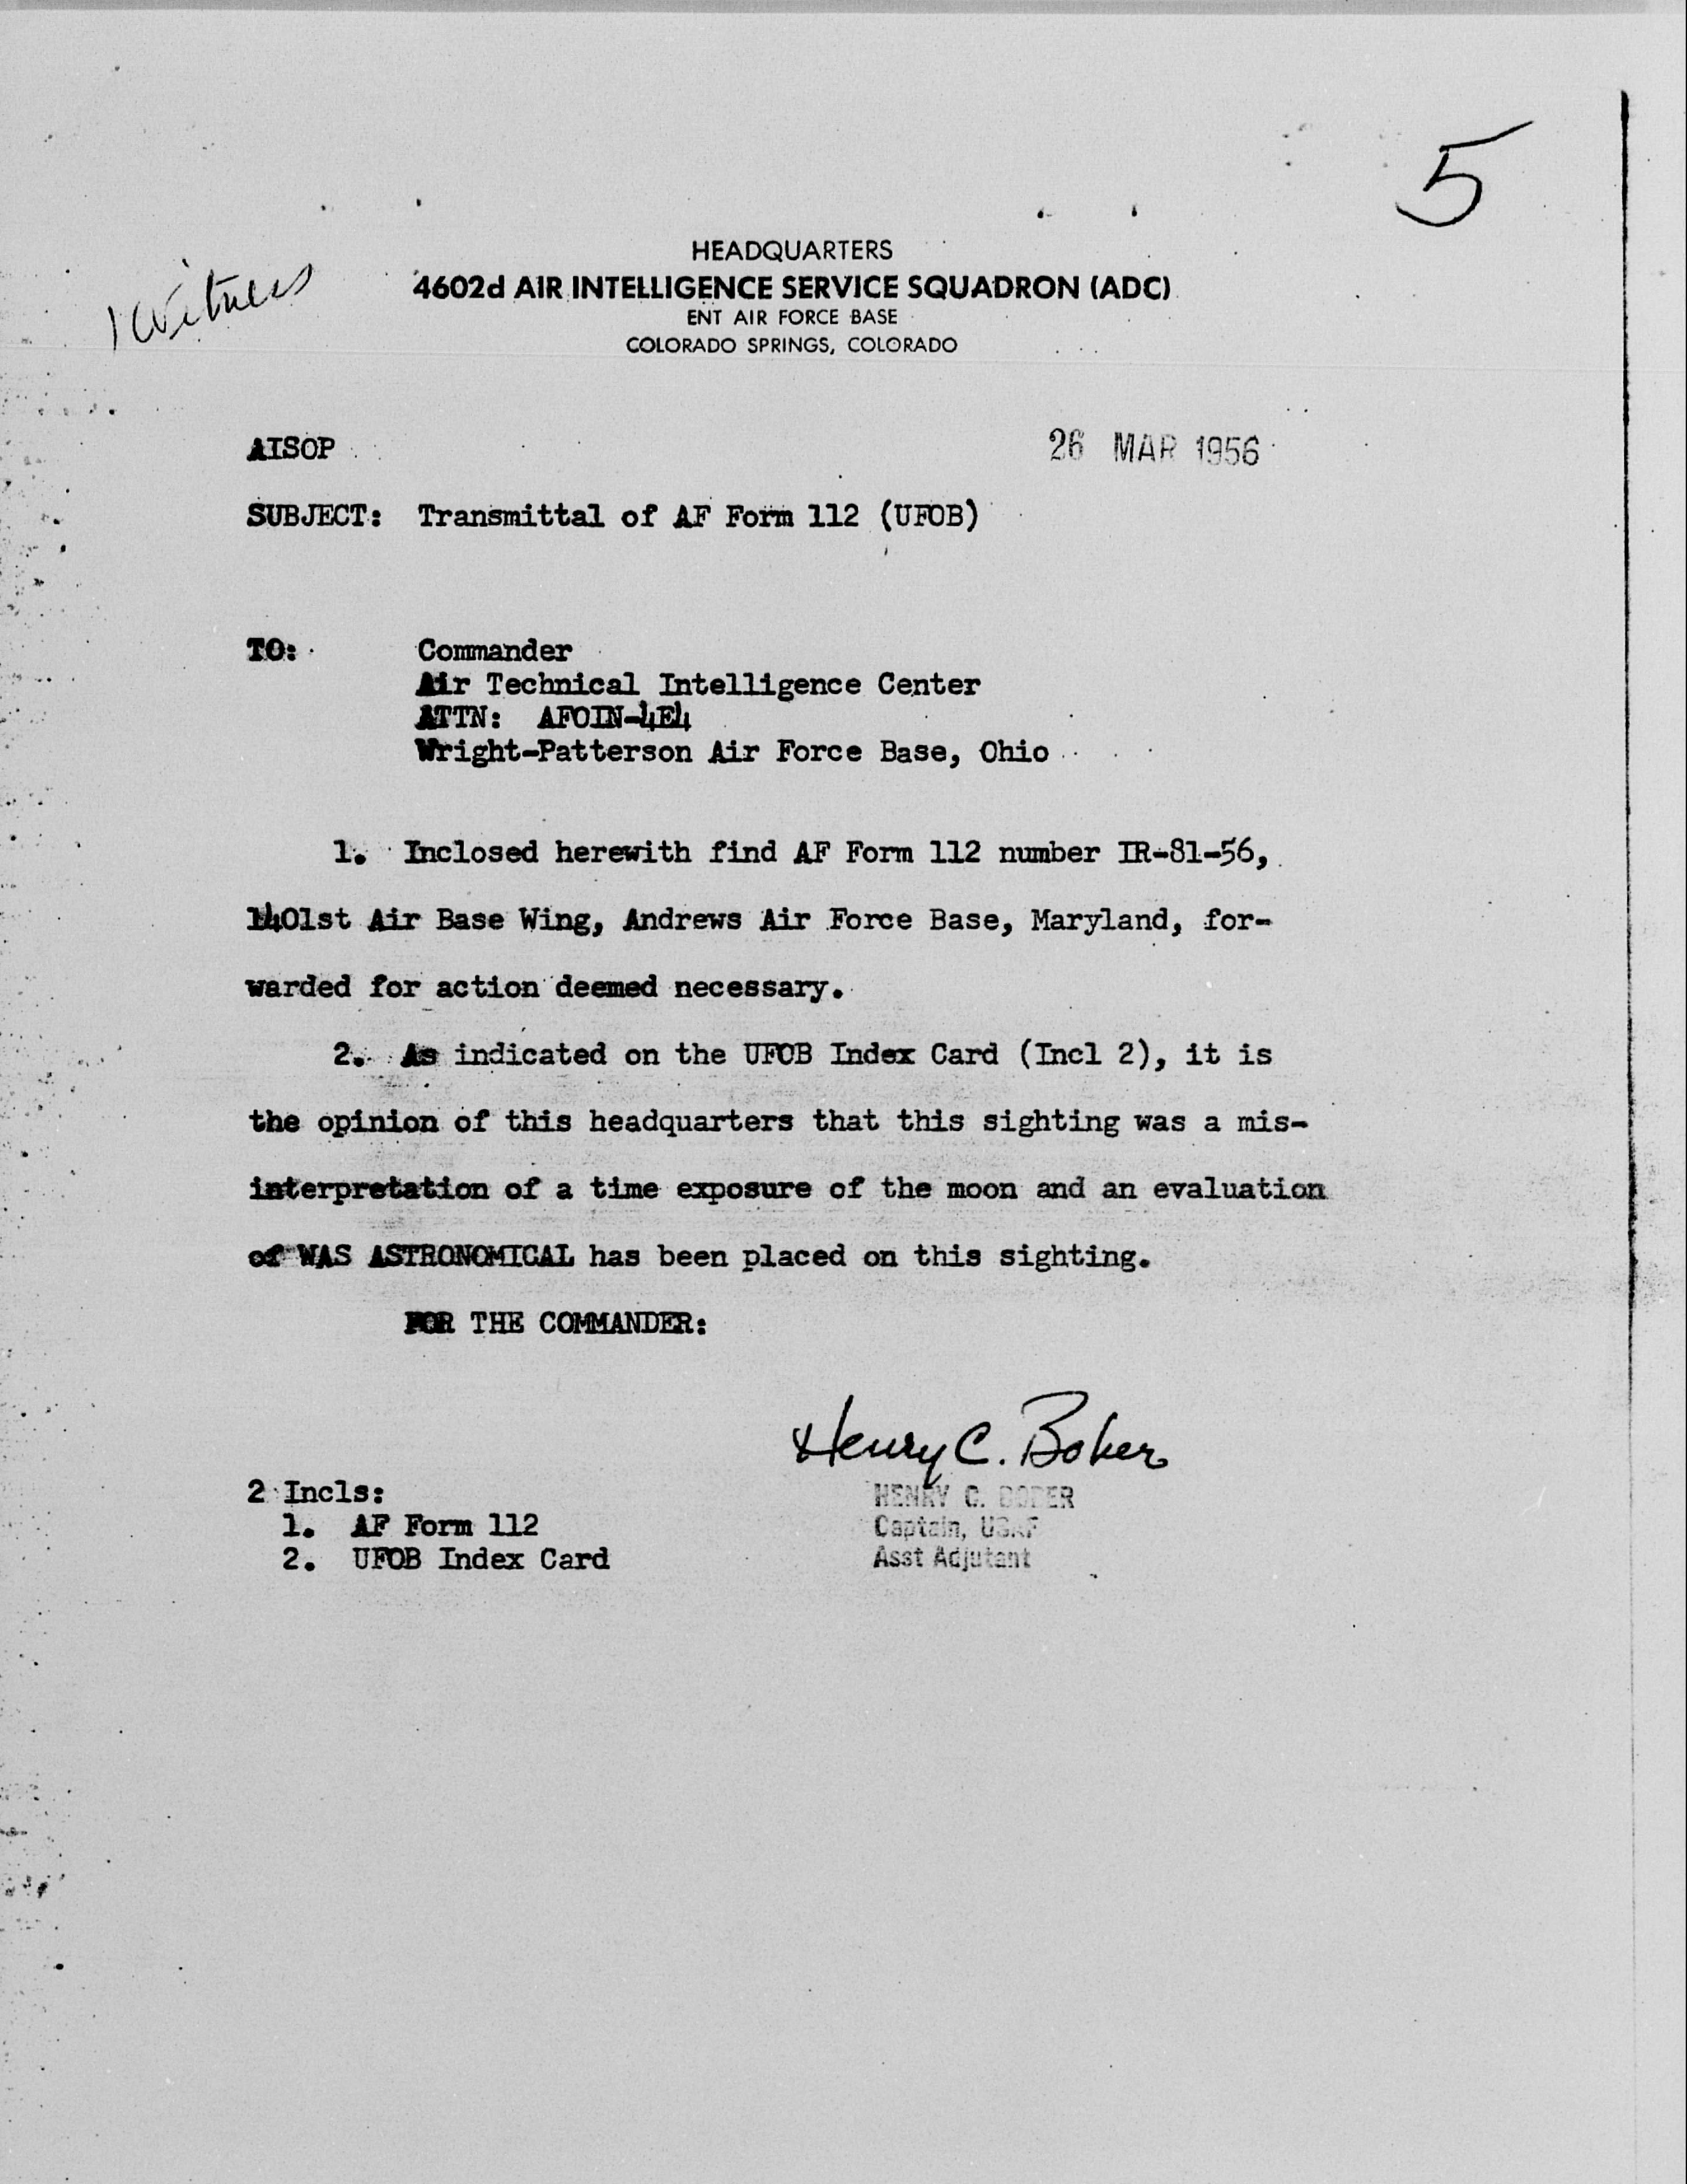 5
1 witness
HEADQUARTERS
4602d AIR INTELLIGENCE SERVICE SQUADRON (ADC)
ENT AIR FORCE BASE
COLORADO SPRINGS, COLORADO
AISOP
26 MAR 1956
SUBJECT: Transmittal of AF Form 112 (UFOB)
TO: Commander
Air Technical Intelligence Center
ATTN: AFOIN-4E4
Wright-Patterson Air Force Base, Ohio
1. Inclosed herewith find AF Form 112 number IR-81-56,
1401st Air Base Wing, Andrews Air Force Base, Maryland, for-
warded for action deemed necessary.
2. As indicated on the UFOB Index Card (Incl 2), it is
the opinion of this headquarters that this sighting was a mis-
interpretation of a time exposure of the moon and an evaluation
of WAS ASTRONOMICAL has been placed on this sighting.
FOR THE COMMANDER:
Henry C. Bober
2 Incls:
1. AF Form 112
2. UFOB Index Card
HENRY C. BOBER
Captain, USAF
Asst Adjutant